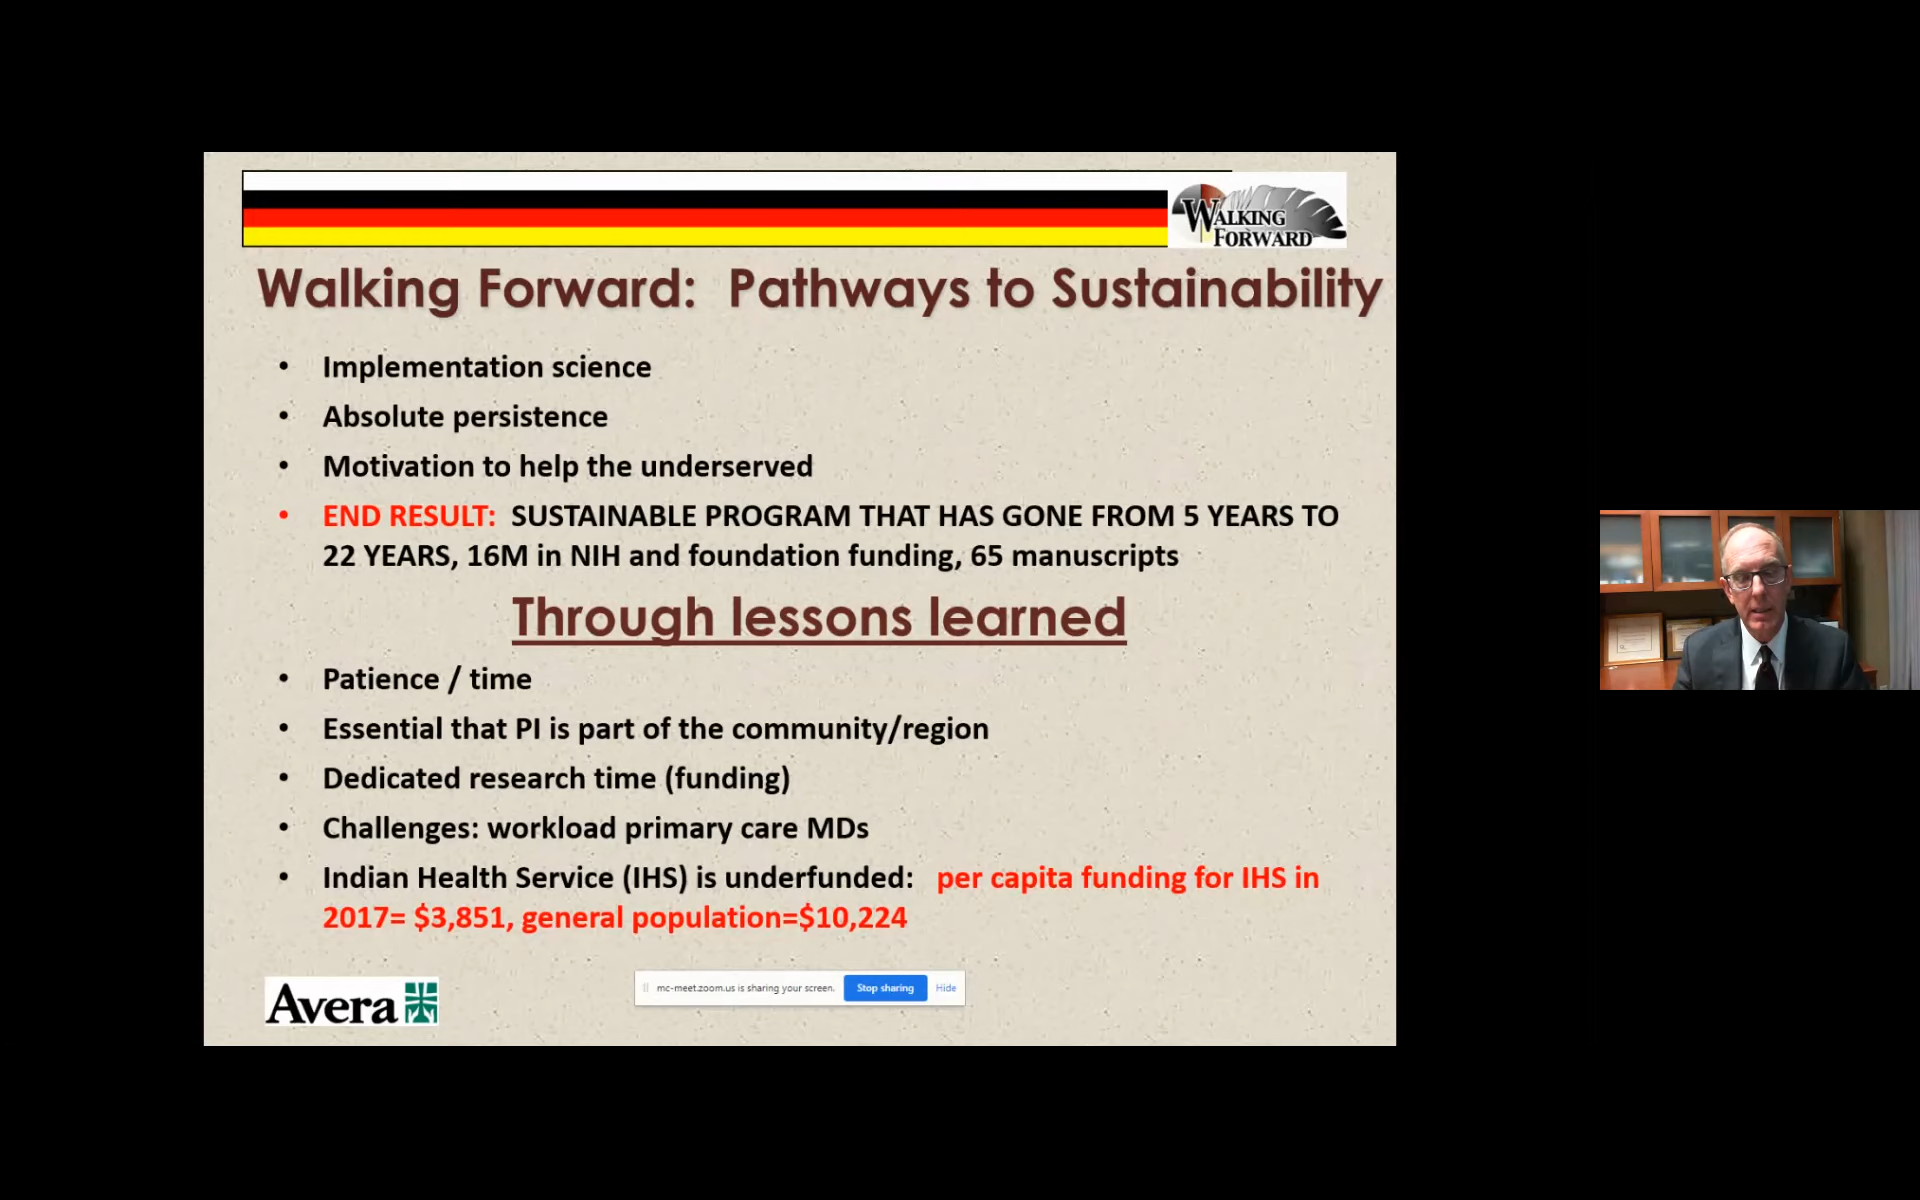 WALKING
FORWARD
Walking Forward: Pathways to Sustainability
• Implementation science
• Absolute persistence
• Motivation to help the underserved
• END RESULT: SUSTAINABLE PROGRAM THAT HAS GONE FROM 5 YEARS TO
22 YEARS, 16M in NIH and foundation funding, 65 manuscripts
Through lessons learned
• Patience / time
• Essential that PI is part of the community/region
• Dedicated research time (funding)
• Challenges: workload primary care MDs
• Indian Health Service (IHS) is underfunded: per capita funding for IHS in
2017= $3,851, general population=$10,224
Avera
mc-meet.zoom.us is sharing your screen. Stop sharing Hide